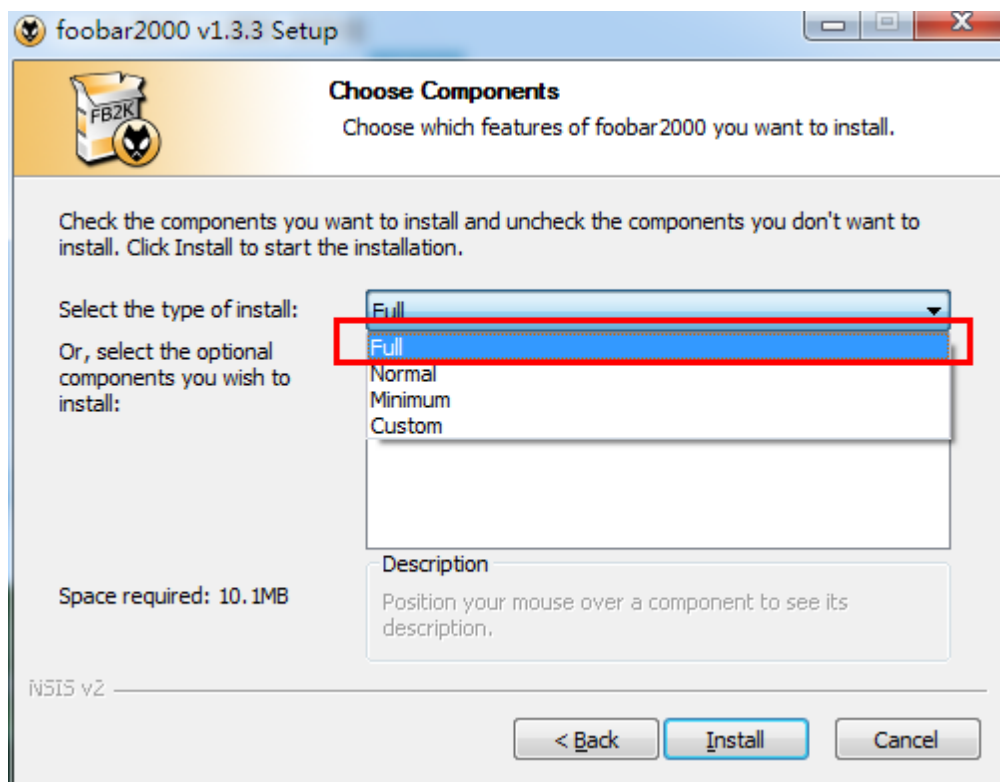 foobar2000 v1.3.3 Setup
FB2K
Choose Components
Choose which features of foobar2000 you want to install.
Check the components you want to install and uncheck the components you don't want to
install. Click Install to start the installation.
Select the type of install:
Full
Or, select the optional
components you wish to
install:
Full
Normal
Minimum
Custom
Space required: 10.1MB
Description
Position your mouse over a component to see its
description.
NSIS v2
< Back
Install
Cancel